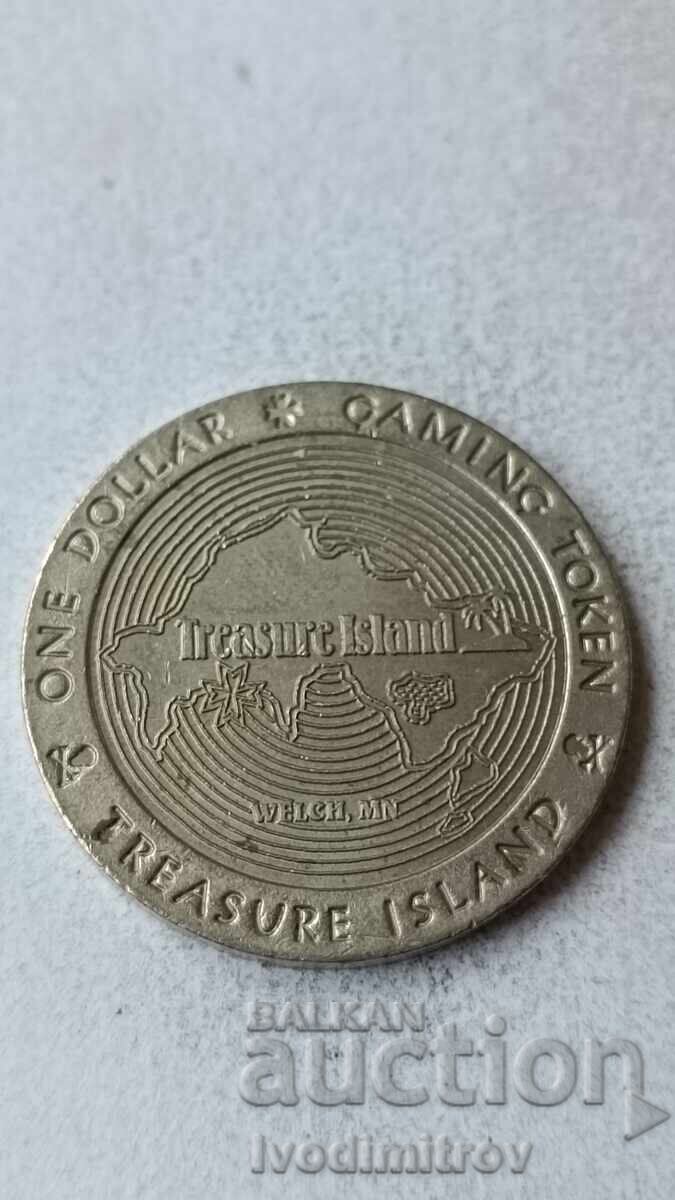 ONE DOLLAR GAMING TOKEN
Treasure Island
WELCH, MN
TREASURE ISLAND
BALKAN
auction
Ivodimitrov